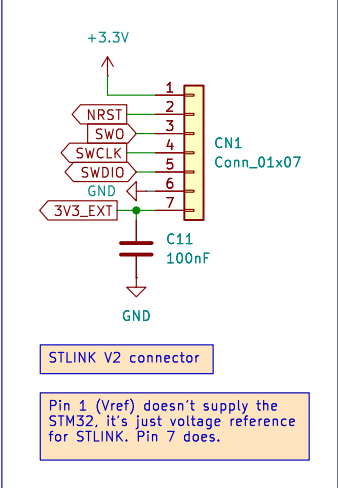 +3.3V
1
NRST 2
SWO 3
CN1
SWCLK 4
Conn_01x07
SWDIO 5
GND 6
3V3_EXT 7
C11
100nF
GND
STLINK V2 connector
Pin 1 (Vref) doesn't supply the
STM32, it's just voltage reference
for STLINK. Pin 7 does.